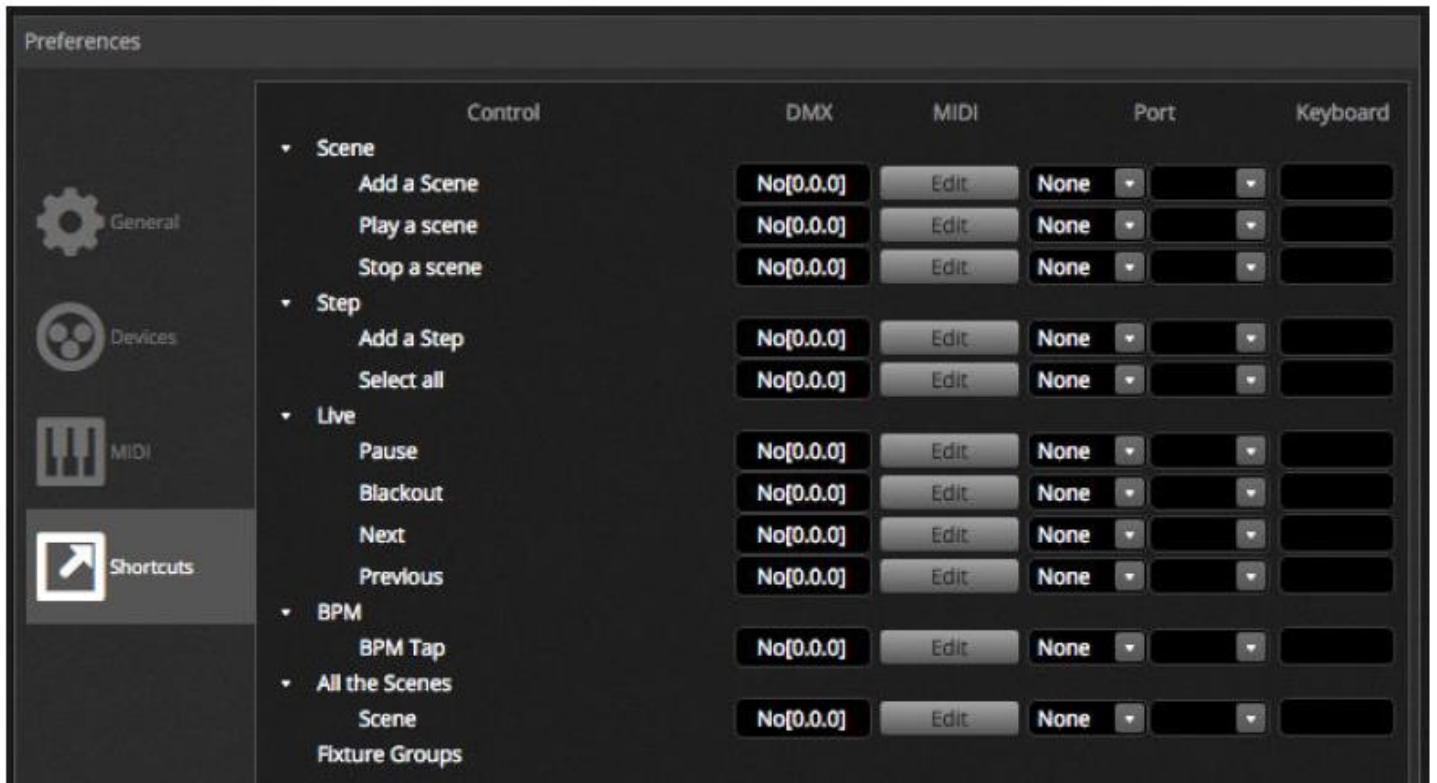 Preferences
Control DMX MIDI Port Keyboard
Scene
Add a Scene No[0.0.0] Edit None
General
Play a scene No[0.0.0] Edit None
Stop a scene No[0.0.0] Edit None
Step
Devices
Add a Step No[0.0.0] Edit None
Select all No[0.0.0] Edit None
Live
MIDI
Pause No[0.0.0] Edit None
Blackout No[0.0.0] Edit None
Next No[0.0.0] Edit None
Shortcuts
Previous No[0.0.0] Edit None
BPM
BPM Tap No[0.0.0] Edit None
All the Scenes
Scene No[0.0.0] Edit None
Fixture Groups